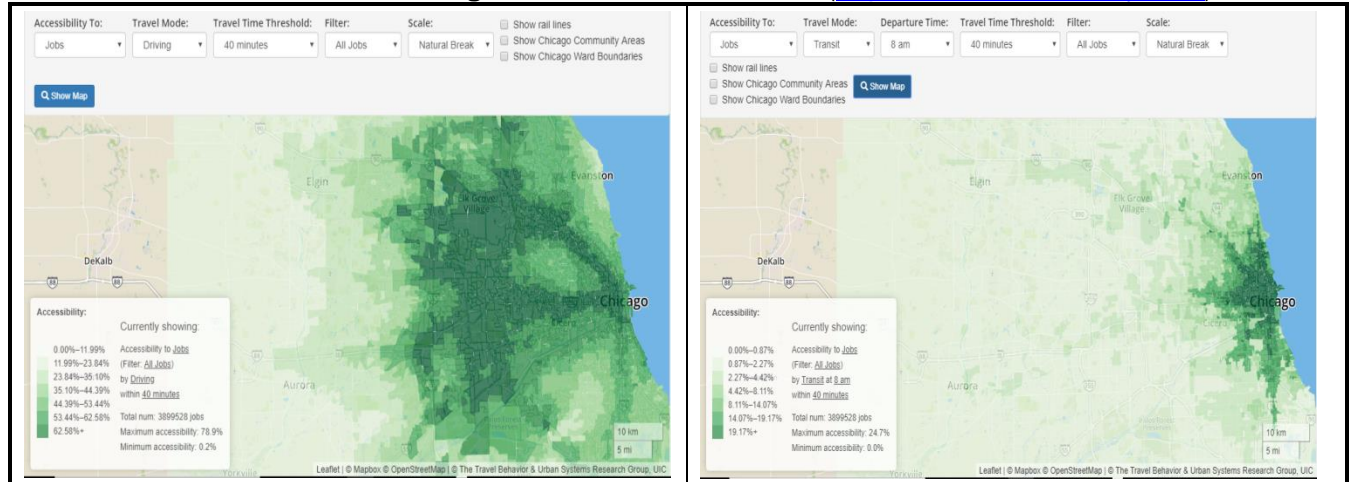 Accessibility To: Travel Mode: Travel Time Threshold: Filter: Scale:
Jobs Driving 40 minutes All Jobs Natural Break
Show rail lines
Show Chicago Community Areas
Show Chicago Ward Boundaries
Show Map
Elgin
Evanston
Elk Grove
Village
DeKalb
88
88
Chicago
Cicero
Aurora
Yorkville
Accessibility:
Currently showing:
0.00%–11.99%
11.99%–23.84%
23.84%–35.10%
35.10%–44.39%
44.39%–53.44%
53.44%–62.58%
62.58%+
Accessibility to Jobs
(Filter: All Jobs)
by Driving
within 40 minutes
Total num: 3899528 jobs
Maximum accessibility: 78.9%
Minimum accessibility: 0.2%
10 km
5 mi
Leaflet | © Mapbox © OpenStreetMap | © The Travel Behavior & Urban Systems Research Group, UIC
Accessibility To: Travel Mode: Departure Time: Travel Time Threshold: Filter: Scale:
Jobs Transit 8 am 40 minutes All Jobs Natural Break
Show rail lines
Show Chicago Community Areas
Show Chicago Ward Boundaries
Show Map
Elgin
Evanston
Elk Grove
Village
DeKalb
88
88
Chicago
Cicero
Aurora
Yorkville
Accessibility:
Currently showing:
0.00%–0.87%
0.87%–2.27%
2.27%–4.42%
4.42%–8.11%
8.11%–14.07%
14.07%–19.17%
19.17%+
Accessibility to Jobs
(Filter: All Jobs)
by Transit at 8 am
within 40 minutes
Total num: 3899528 jobs
Maximum accessibility: 24.7%
Minimum accessibility: 0.0%
10 km
5 mi
Leaflet | © Mapbox © OpenStreetMap | © The Travel Behavior & Urban Systems Research Group, UIC